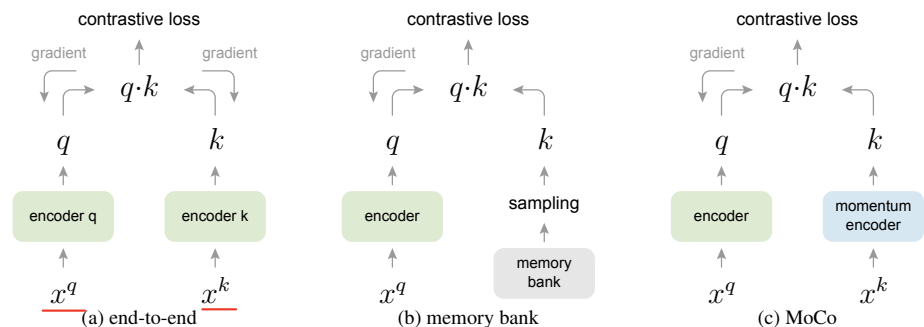 contrastive loss
gradient
gradient
q·k
q
k
encoder q
encoder k
x^q
x^k
(a) end-to-end
contrastive loss
gradient
q·k
q
k
encoder
sampling
memory
bank
x^q
(b) memory bank
contrastive loss
gradient
q·k
q
k
encoder
momentum
encoder
x^q
x^k
(c) MoCo